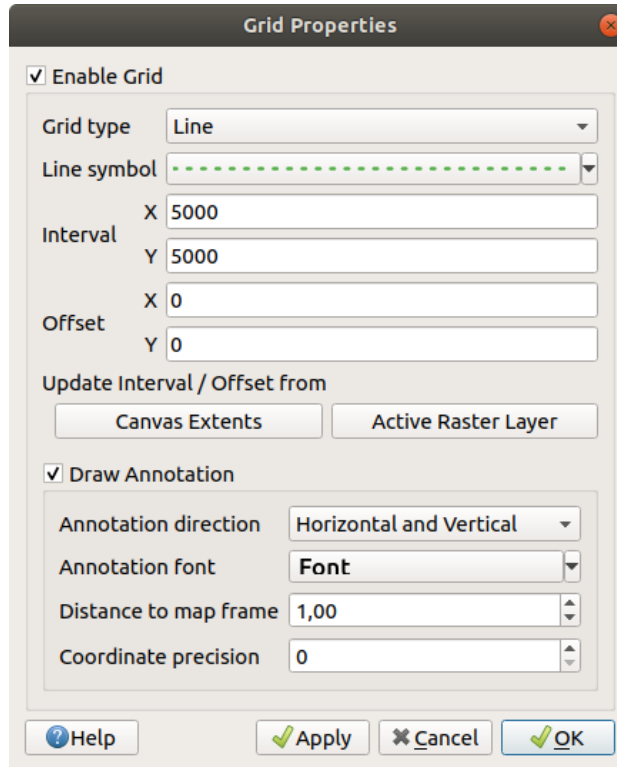 Grid Properties
Enable Grid
Grid type Line
Line symbol
Interval
X 5000
Y 5000
Offset
X 0
Y 0
Update Interval / Offset from
Canvas Extents Active Raster Layer
Draw Annotation
Annotation direction Horizontal and Vertical
Annotation font Font
Distance to map frame 1,00
Coordinate precision 0
Help Apply Cancel OK